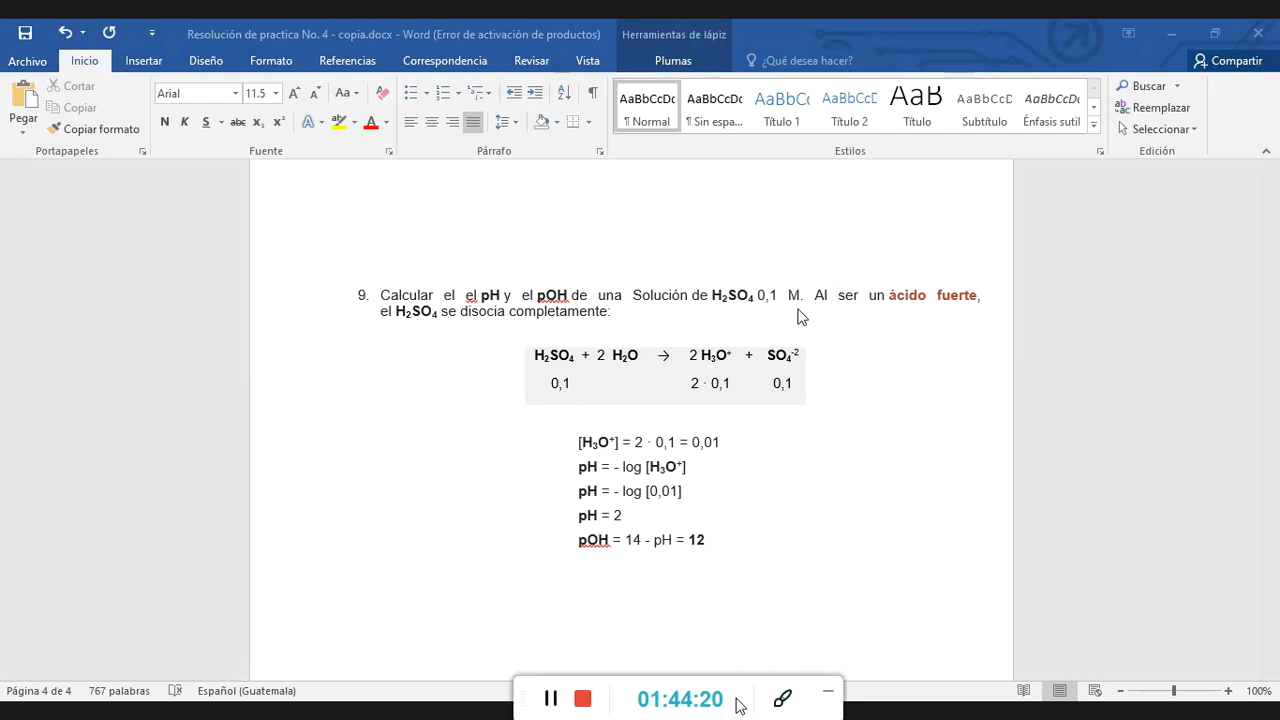 Resolución de practica No. 4 - copia.docx - Word (Error de activación de productos)
Herramientas de lápiz
Archivo Inicio Insertar Diseño Formato Referencias Correspondencia Revisar Vista Plumas ¿Qué desea hacer... Compartir
Pegar
Cortar
Copiar
Copiar formato
Portapapeles
Arial 11.5
N K S abc x₂ x²
Fuente
Párrafo
AaBbCcDc AaBbCcDc AaBbCc AaBbCcC AaB AaBbCcD AaBbCcDc
¶ Normal ¶ Sin espa... Título 1 Título 2 Título Subtítulo Énfasis sutil
Estilos
Buscar
Reemplazar
Seleccionar
Edición
9. Calcular el el pH y el pOH de una Solución de H₂SO₄ 0,1 M. Al ser un ácido fuerte,
el H₂SO₄ se disocia completamente:
H₂SO₄ + 2 H₂O → 2 H₃O⁺ + SO₄⁻²
0,1 2 · 0,1 0,1
[H₃O⁺] = 2 · 0,1 = 0,01
pH = - log [H₃O⁺]
pH = - log [0,01]
pH = 2
pOH = 14 - pH = 12
Página 4 de 4 767 palabras Español (Guatemala) 100%
01:44:20